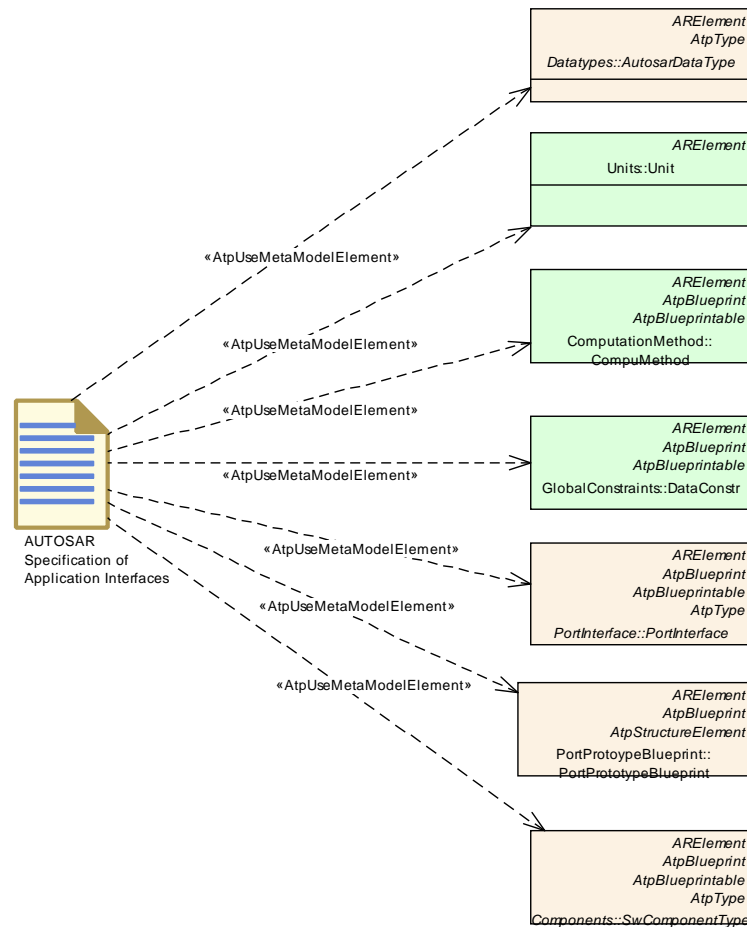 ARElement
AtpType
Datatypes::AutosarDataType
ARElement
Units::Unit
«AtpUseMetaModelElement»
ARElement
AtpBlueprint
AtpBlueprintable
ComputationMethod::
CompuMethod
«AtpUseMetaModelElement»
«AtpUseMetaModelElement»
ARElement
AtpBlueprint
AtpBlueprintable
GlobalConstraints::DataConstr
«AtpUseMetaModelElement»
AUTOSAR
Specification of
Application Interfaces
«AtpUseMetaModelElement»
ARElement
AtpBlueprint
AtpBlueprintable
AtpType
PortInterface::PortInterface
«AtpUseMetaModelElement»
«AtpUseMetaModelElement»
ARElement
AtpBlueprint
AtpStructureElement
PortProtoypeBlueprint::
PortPrototypeBlueprint
ARElement
AtpBlueprint
AtpBlueprintable
AtpType
Components::SwComponentType